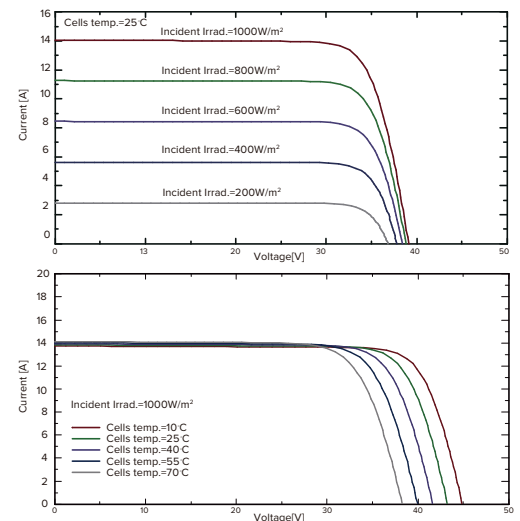 16
Cells temp.=25°C
Incident Irrad.=1000W/m²
14
12
Incident Irrad.=800W/m²
10
Incident Irrad.=600W/m²
8
Incident Irrad.=400W/m²
6
4
Incident Irrad.=200W/m²
2
0
Current [A]
0 13 20 30 40 50
Voltage[V]
20
18
16
14
12
10
8
6
4
2
0
Current [A]
Incident Irrad.=1000W/m²
Cells temp.=10°C
Cells temp.=25°C
Cells temp.=40°C
Cells temp.=55°C
Cells temp.=70°C
0 10 20 30 40 50
Voltage[V]